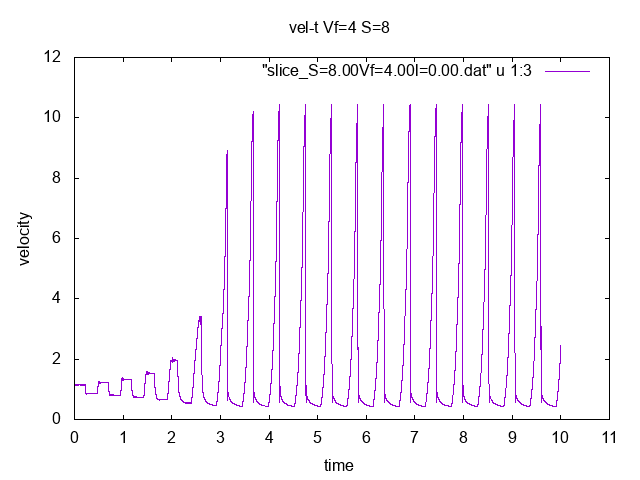 vel-t Vf=4 S=8
"slice_S=8.00Vf=4.00l=0.00.dat" u 1:3
12
10
8
6
4
2
0
velocity
0 1 2 3 4 5 6 7 8 9 10 11
time